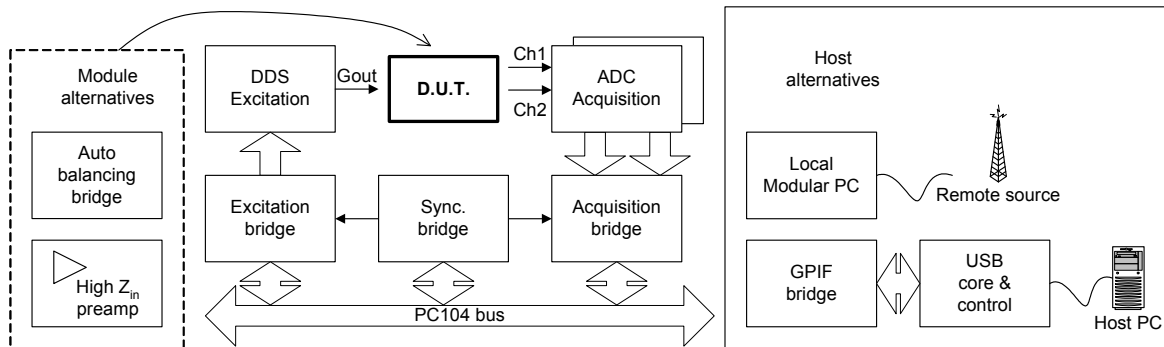 Module
alternatives
Auto
balancing
bridge
High Zin
preamp
DDS
Excitation
Gout
D.U.T.
Ch1
Ch2
ADC
Acquisition
Excitation
bridge
Sync.
bridge
Acquisition
bridge
PC104 bus
Host
alternatives
Local
Modular PC
Remote source
GPIF
bridge
USB
core &
control
Host PC